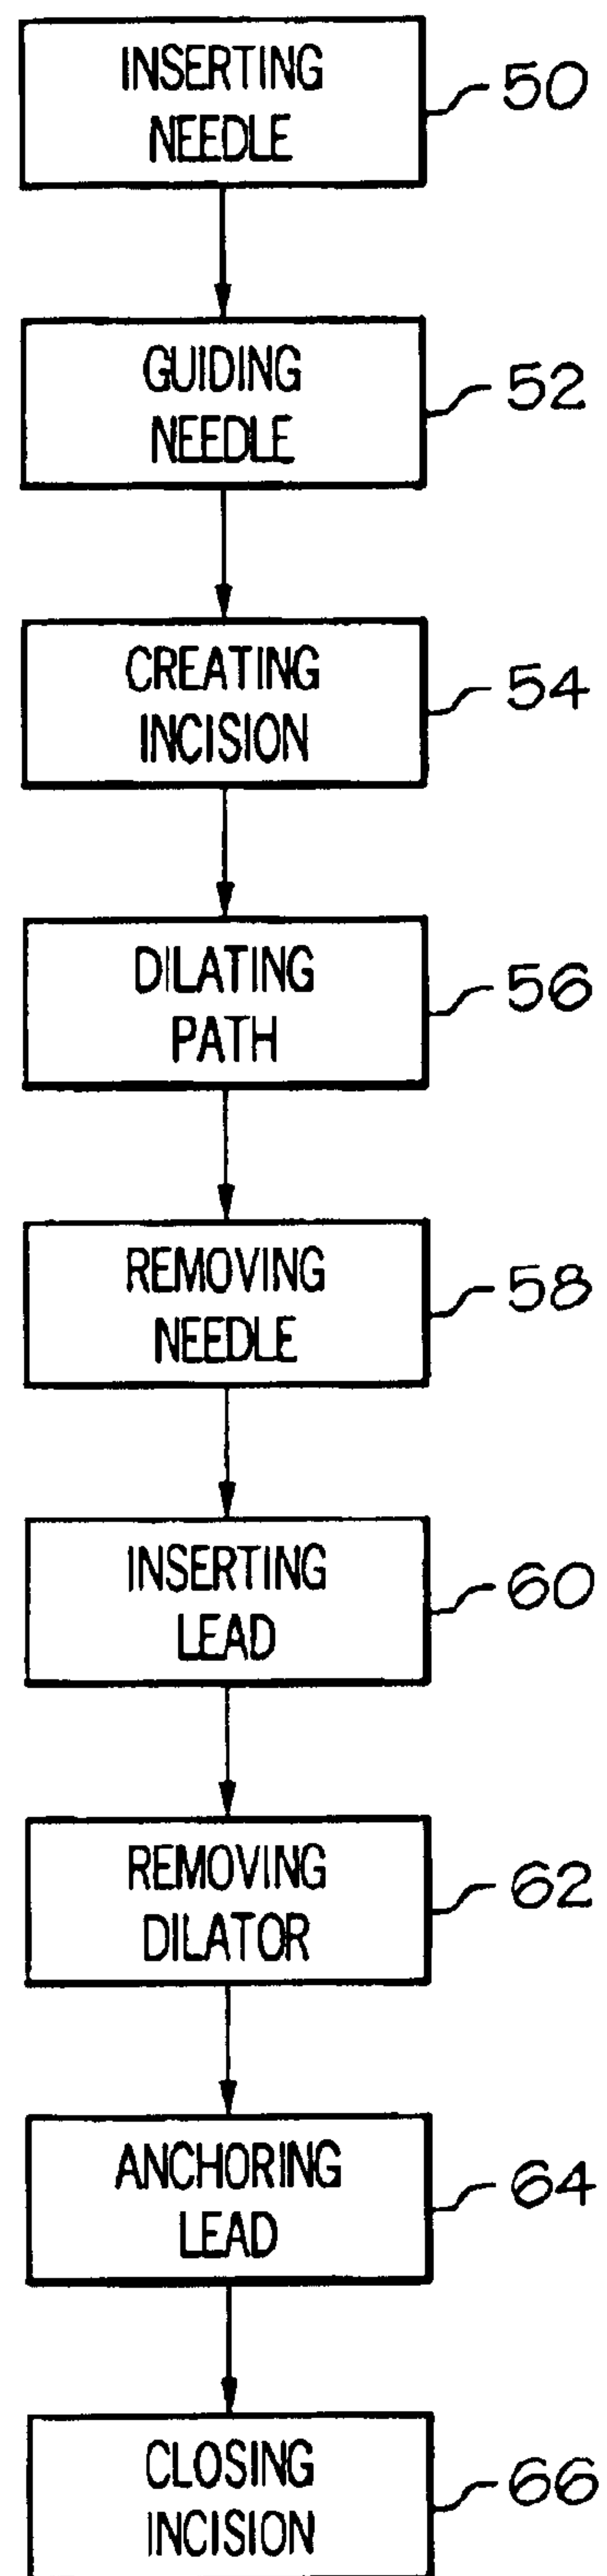 INSERTING
NEEDLE
50
GUIDING
NEEDLE
52
CREATING
INCISION
54
DILATING
PATH
56
REMOVING
NEEDLE
58
INSERTING
LEAD
60
REMOVING
DILATOR
62
ANCHORING
LEAD
64
CLOSING
INCISION
66